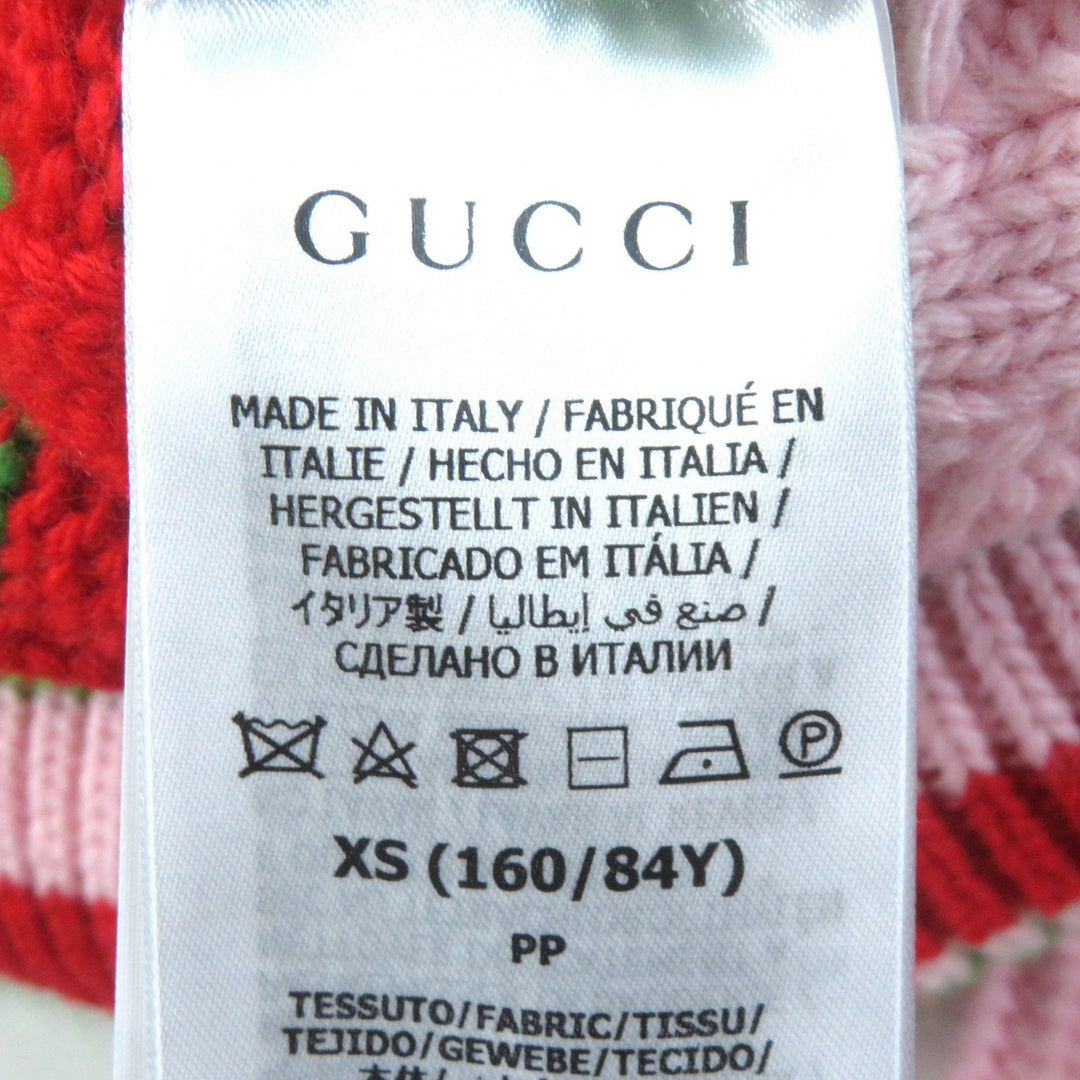 GUCCI
MADE IN ITALY / FABRIQUÉ EN
ITALIE / HECHO EN ITALIA /
HERGESTELLT IN ITALIEN /
FABRICADO EM ITÁLIA /
イタリア製 / صنع في إيطاليا /
СДЕЛАНО В ИТАЛИИ
P
XS (160/84Y)
PP
TESSUTO/FABRIC/TISSU/
TEJIDO/GEWEBE/TECIDO/